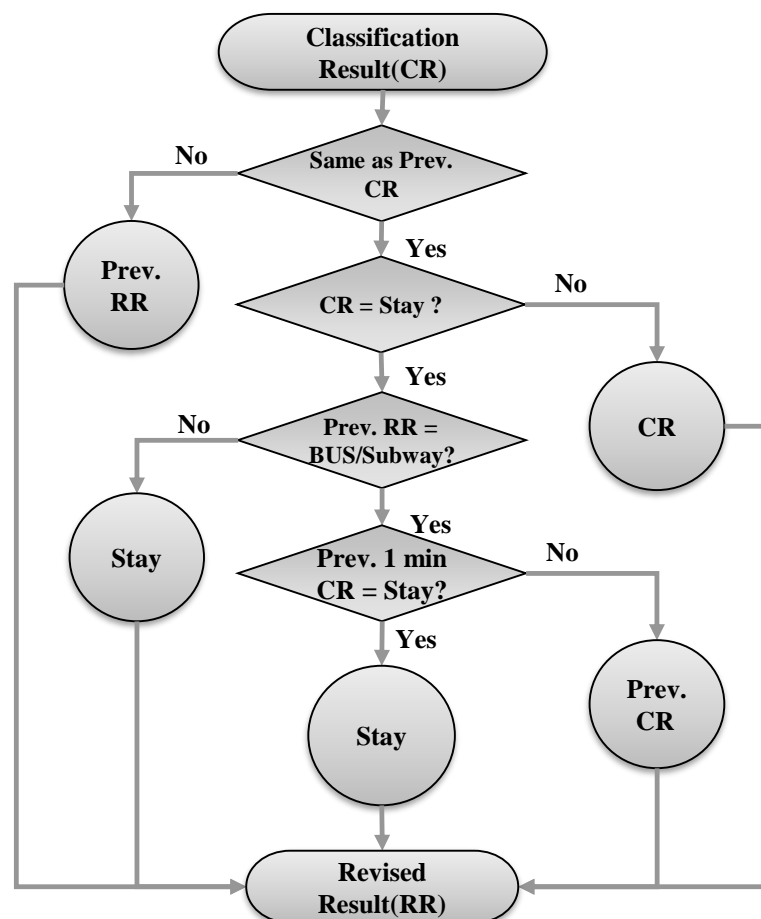 Classification
Result(CR)
No
Same as Prev.
CR
Yes
Prev.
RR
CR = Stay ?
No
Yes
CR
No
Prev. RR =
BUS/Subway?
Yes
Stay
Prev. 1 min
CR = Stay?
No
Yes
Prev.
CR
Stay
Revised
Result(RR)